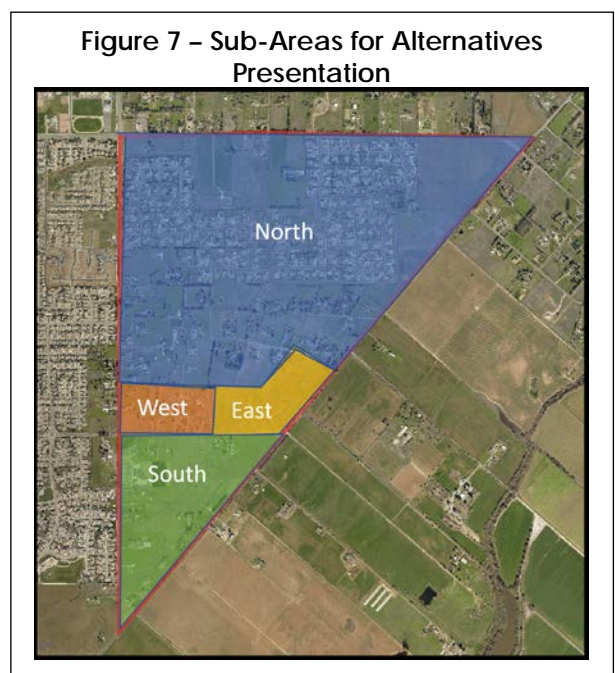 Figure 7 – Sub-Areas for Alternatives
Presentation
North
West
East
South